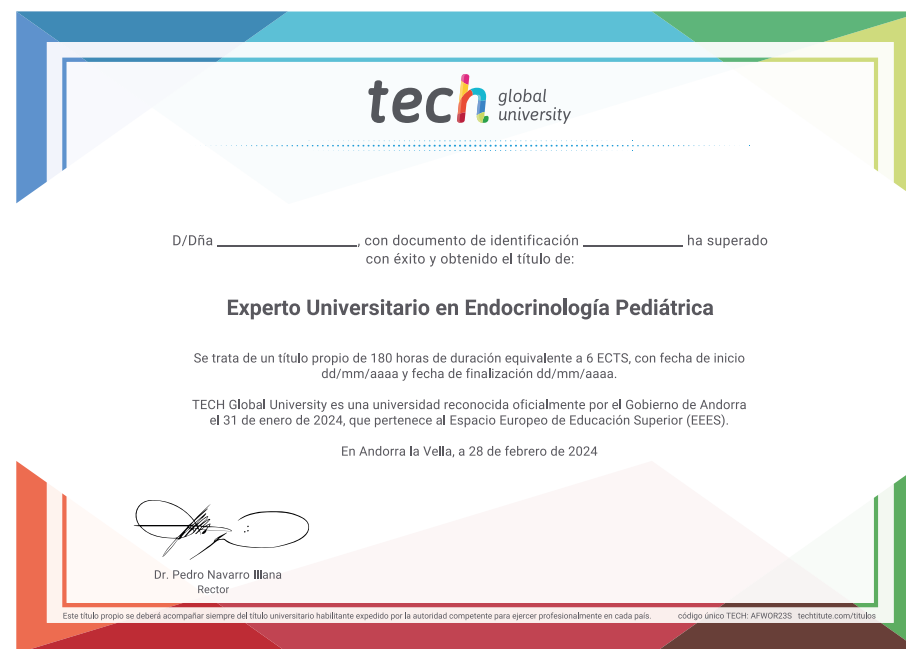 tech global
university
D/Dña ____________________, con documento de identificación ______________ ha superado
con éxito y obtenido el título de:
Experto Universitario en Endocrinología Pediátrica
Se trata de un título propio de 180 horas de duración equivalente a 6 ECTS, con fecha de inicio
dd/mm/aaaa y fecha de finalización dd/mm/aaaa.
TECH Global University es una universidad reconocida oficialmente por el Gobierno de Andorra
el 31 de enero de 2024, que pertenece al Espacio Europeo de Educación Superior (EEES).
En Andorra la Vella, a 28 de febrero de 2024
Dr. Pedro Navarro Illana
Rector
Este título propio se deberá acompañar siempre del título universitario habilitante expedido por la autoridad competente para ejercer profesionalmente en cada país. código único TECH: AFWOR23S techtitute.com/titulos